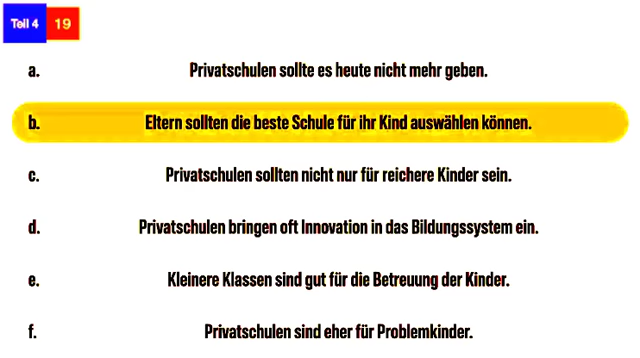 Teil 4 19
a. Privatschulen sollte es heute nicht mehr geben.
b. Eltern sollten die beste Schule für ihr Kind auswählen können.
c. Privatschulen sollten nicht nur für reichere Kinder sein.
d. Privatschulen bringen oft Innovation in das Bildungssystem ein.
e. Kleinere Klassen sind gut für die Betreuung der Kinder.
f. Privatschulen sind eher für Problemkinder.